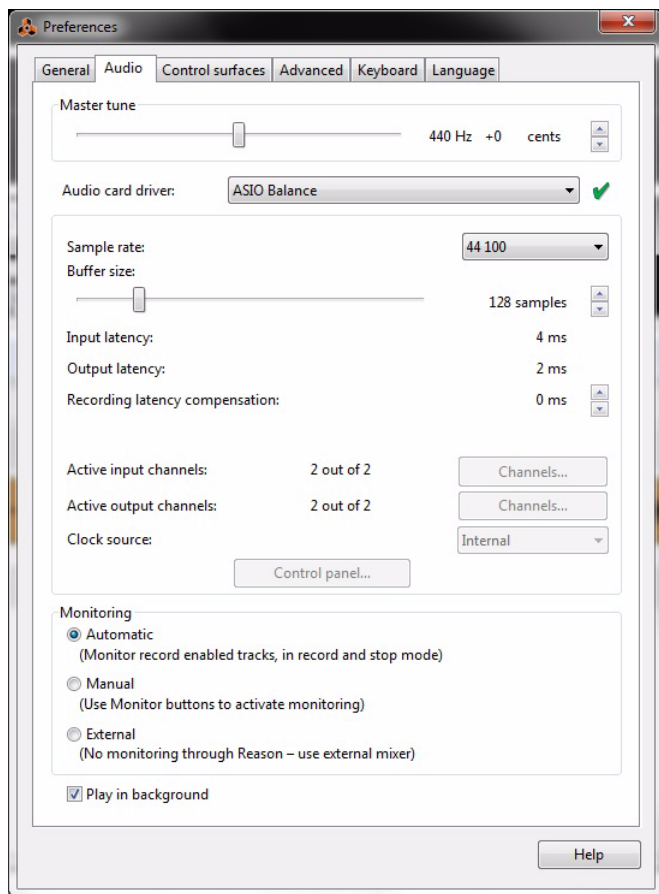 Preferences
General Audio Control surfaces Advanced Keyboard Language
Master tune
440 Hz +0 cents
Audio card driver: ASIO Balance
Sample rate: 44 100
Buffer size:
128 samples
Input latency: 4 ms
Output latency: 2 ms
Recording latency compensation: 0 ms
Active input channels: 2 out of 2 Channels...
Active output channels: 2 out of 2 Channels...
Clock source: Internal
Control panel...
Monitoring
Automatic
(Monitor record enabled tracks, in record and stop mode)
Manual
(Use Monitor buttons to activate monitoring)
External
(No monitoring through Reason – use external mixer)
Play in background
Help